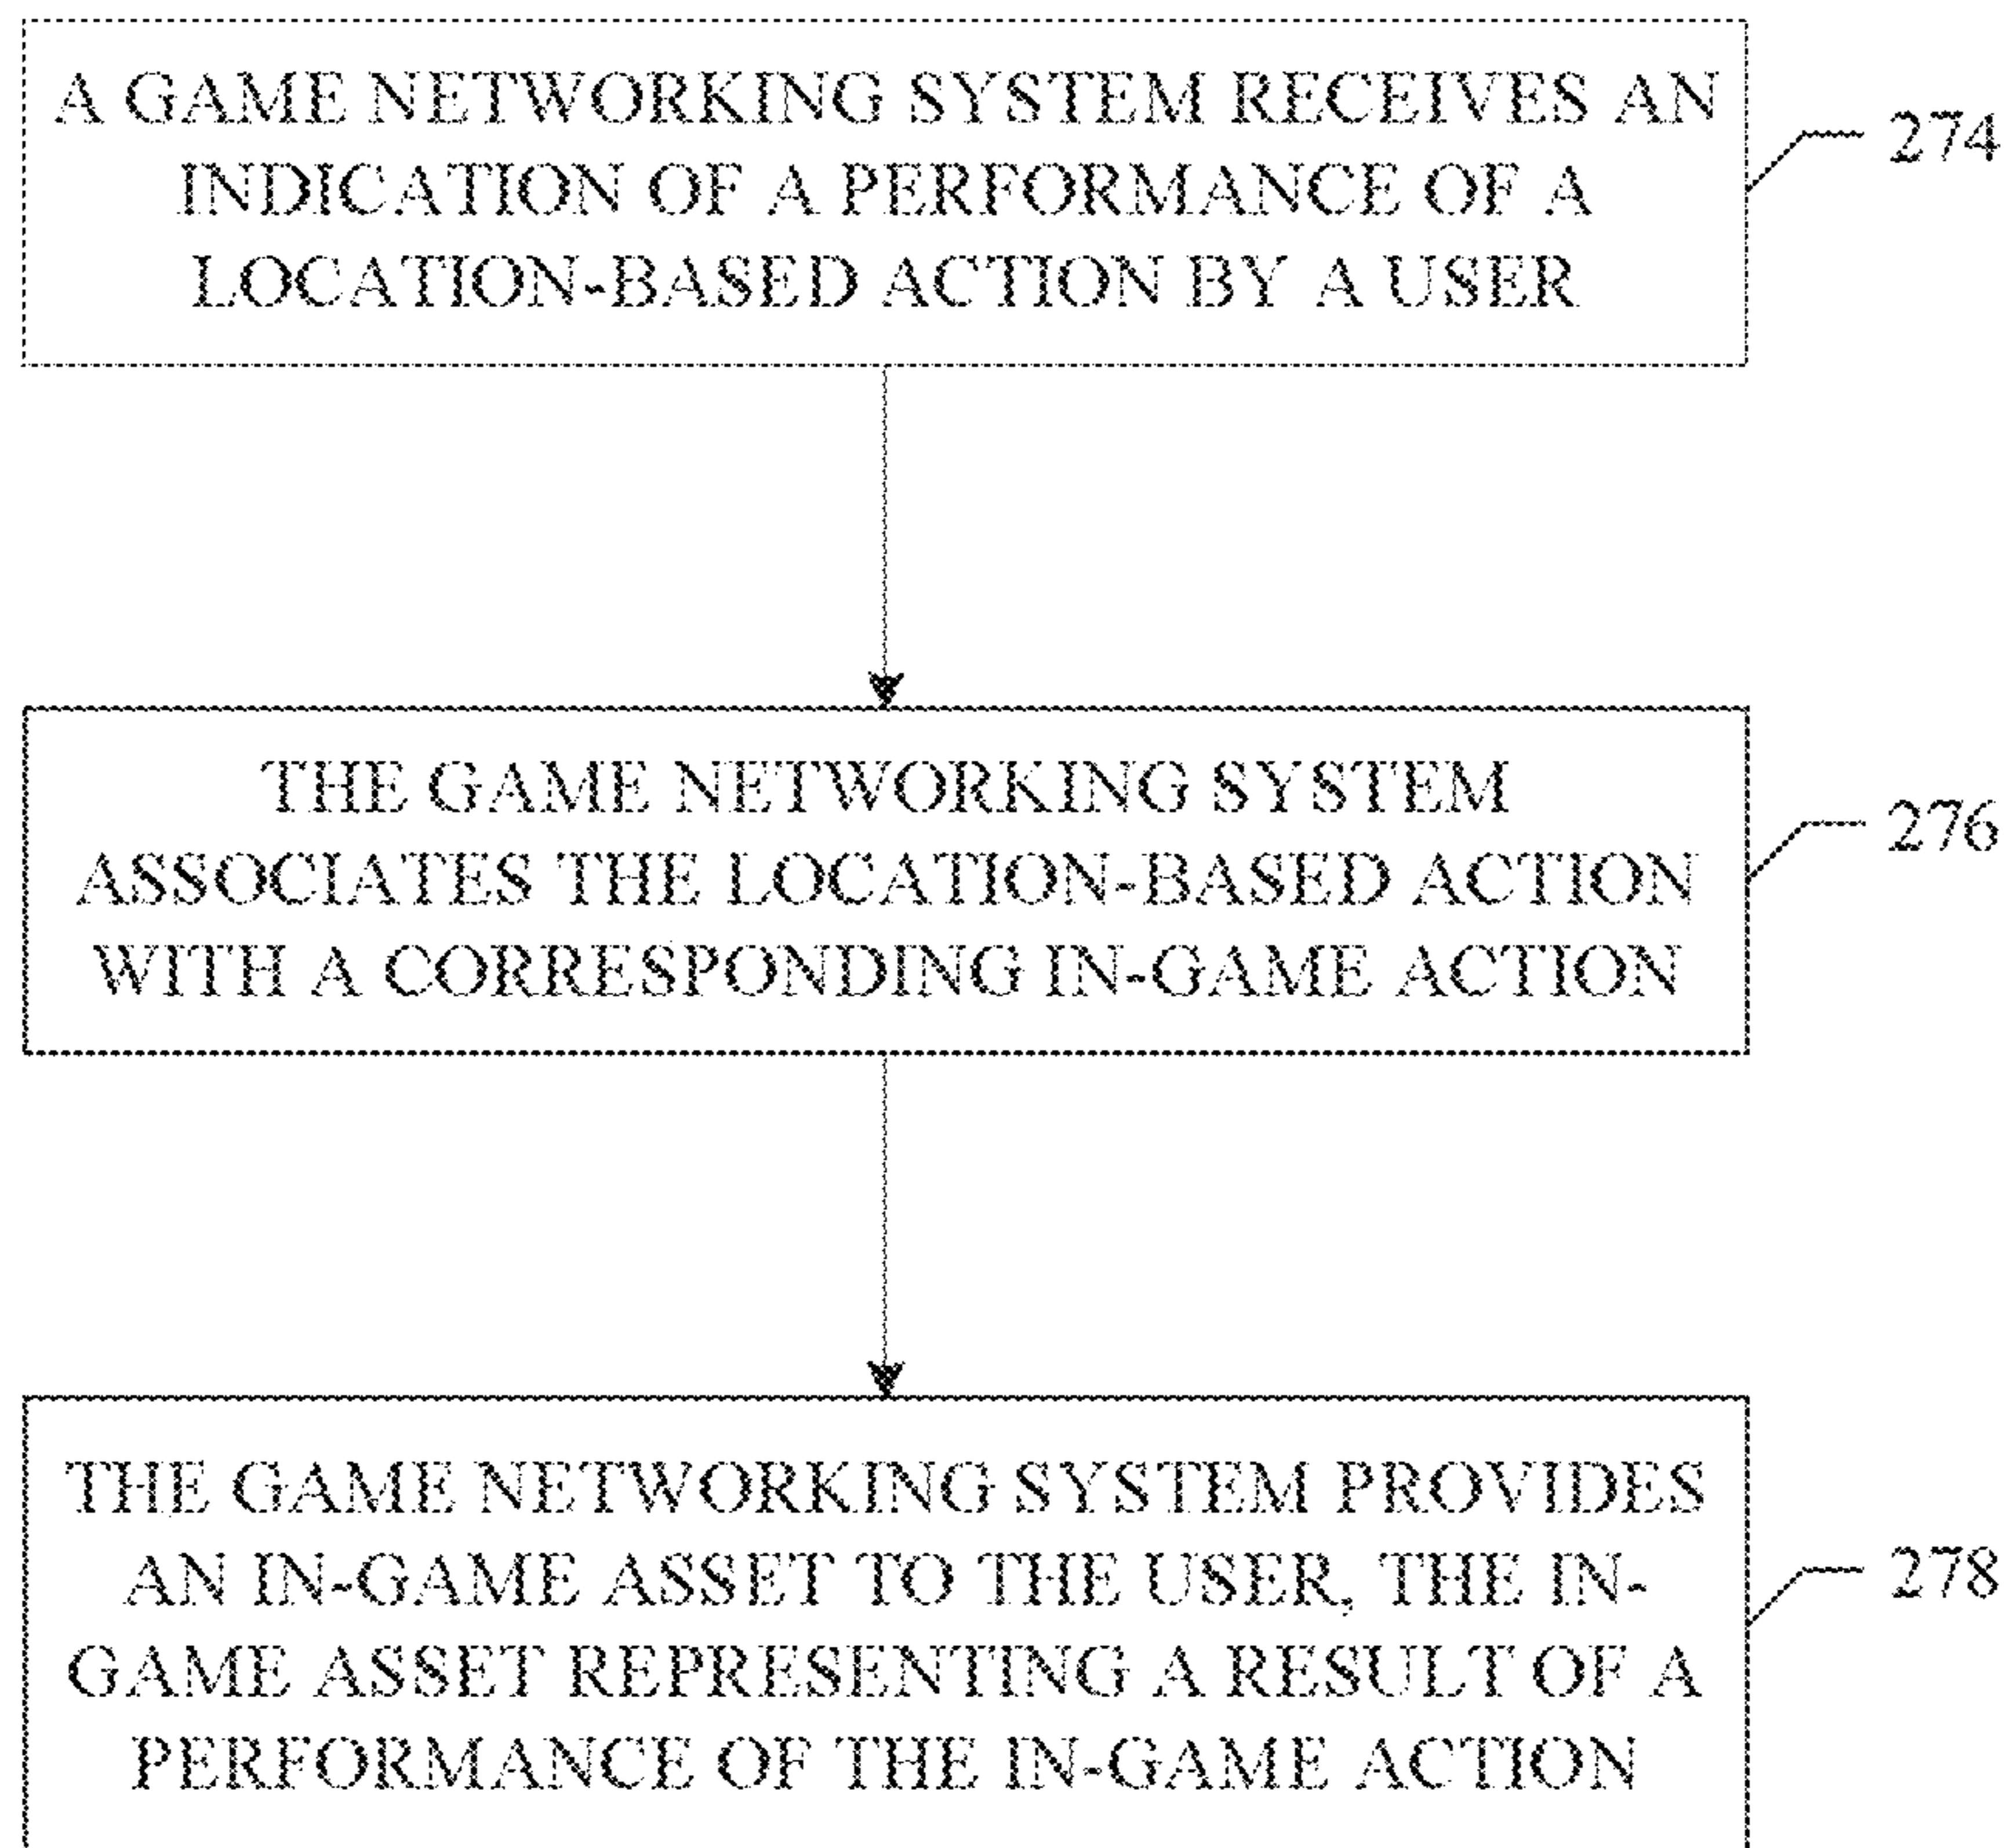 A GAME NETWORKING SYSTEM RECEIVES AN
INDICATION OF A PERFORMANCE OF A
LOCATION-BASED ACTION BY A USER
274
THE GAME NETWORKING SYSTEM
ASSOCIATES THE LOCATION-BASED ACTION
WITH A CORRESPONDING IN-GAME ACTION
276
THE GAME NETWORKING SYSTEM PROVIDES
AN IN-GAME ASSET TO THE USER, THE IN-
GAME ASSET REPRESENTING A RESULT OF A
PERFORMANCE OF THE IN-GAME ACTION
278